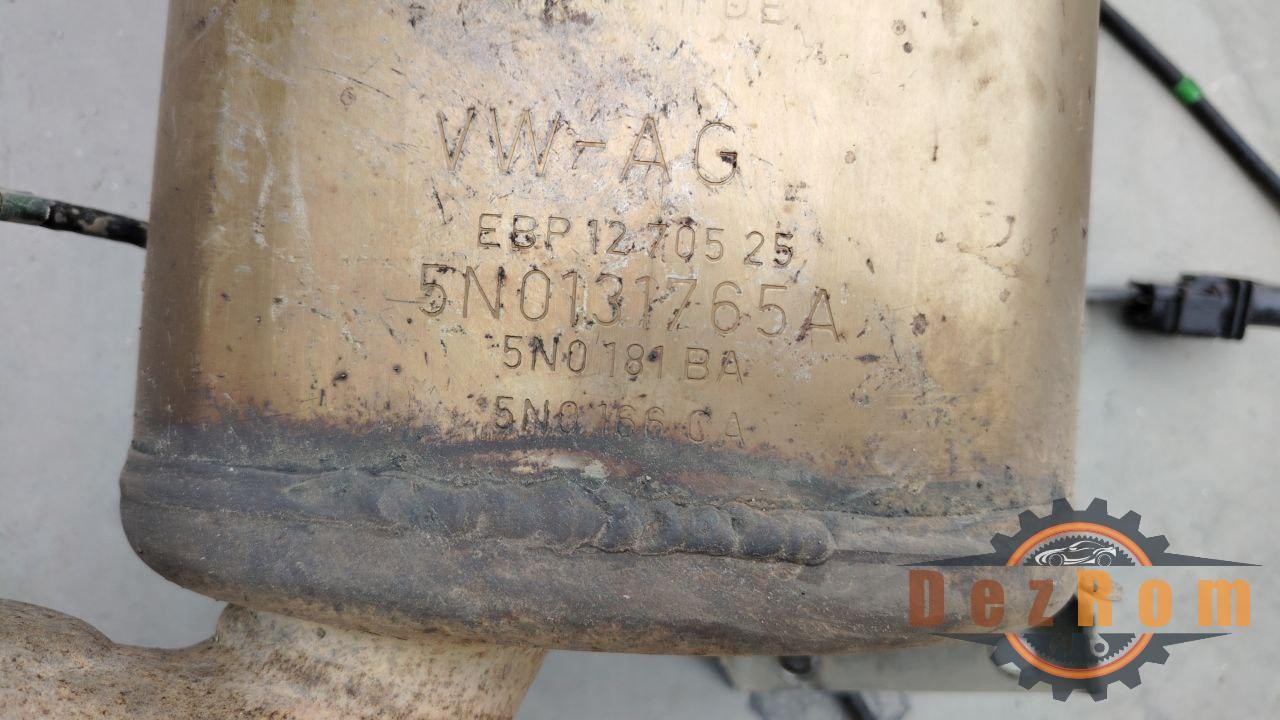 VW-AG
EBP 12 705 25
5N0131765A
5N0 181 BA
5N0 166 CA
DezRom